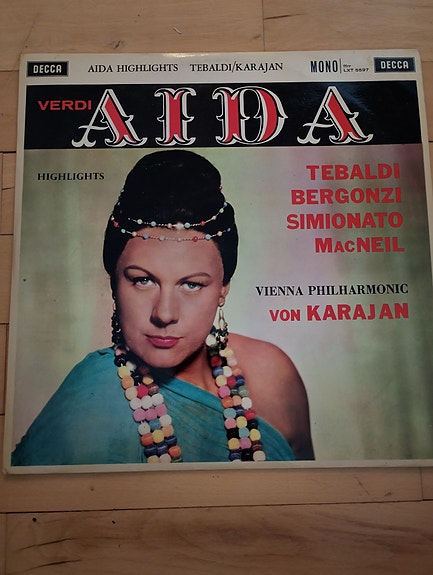 DECCA
AIDA HIGHLIGHTS TEBALDI/KARAJAN
MONO
LXT 5597
DECCA
VERDI AIDA
HIGHLIGHTS
TEBALDI
BERGONZI
SIMIONATO
MACNEIL
VIENNA PHILHARMONIC
VON KARAJAN